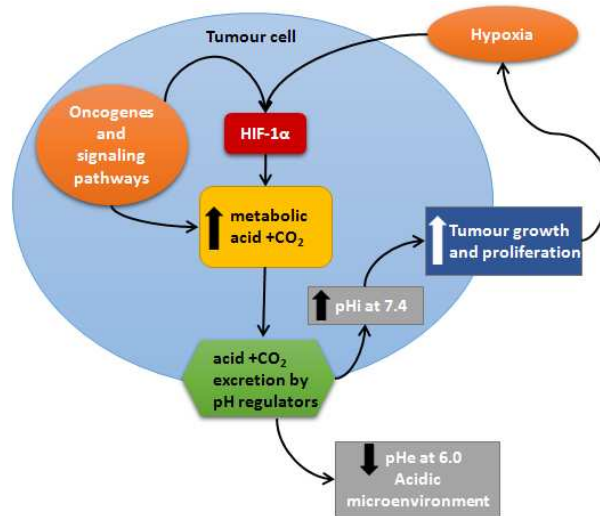 Tumour cell
Hypoxia
Oncogenes
and
signaling
pathways
HIF-1α
metabolic
acid +CO₂
Tumour growth
and proliferation
pHi at 7.4
acid +CO₂
excretion by
pH regulators
pHe at 6.0
Acidic
microenvironment